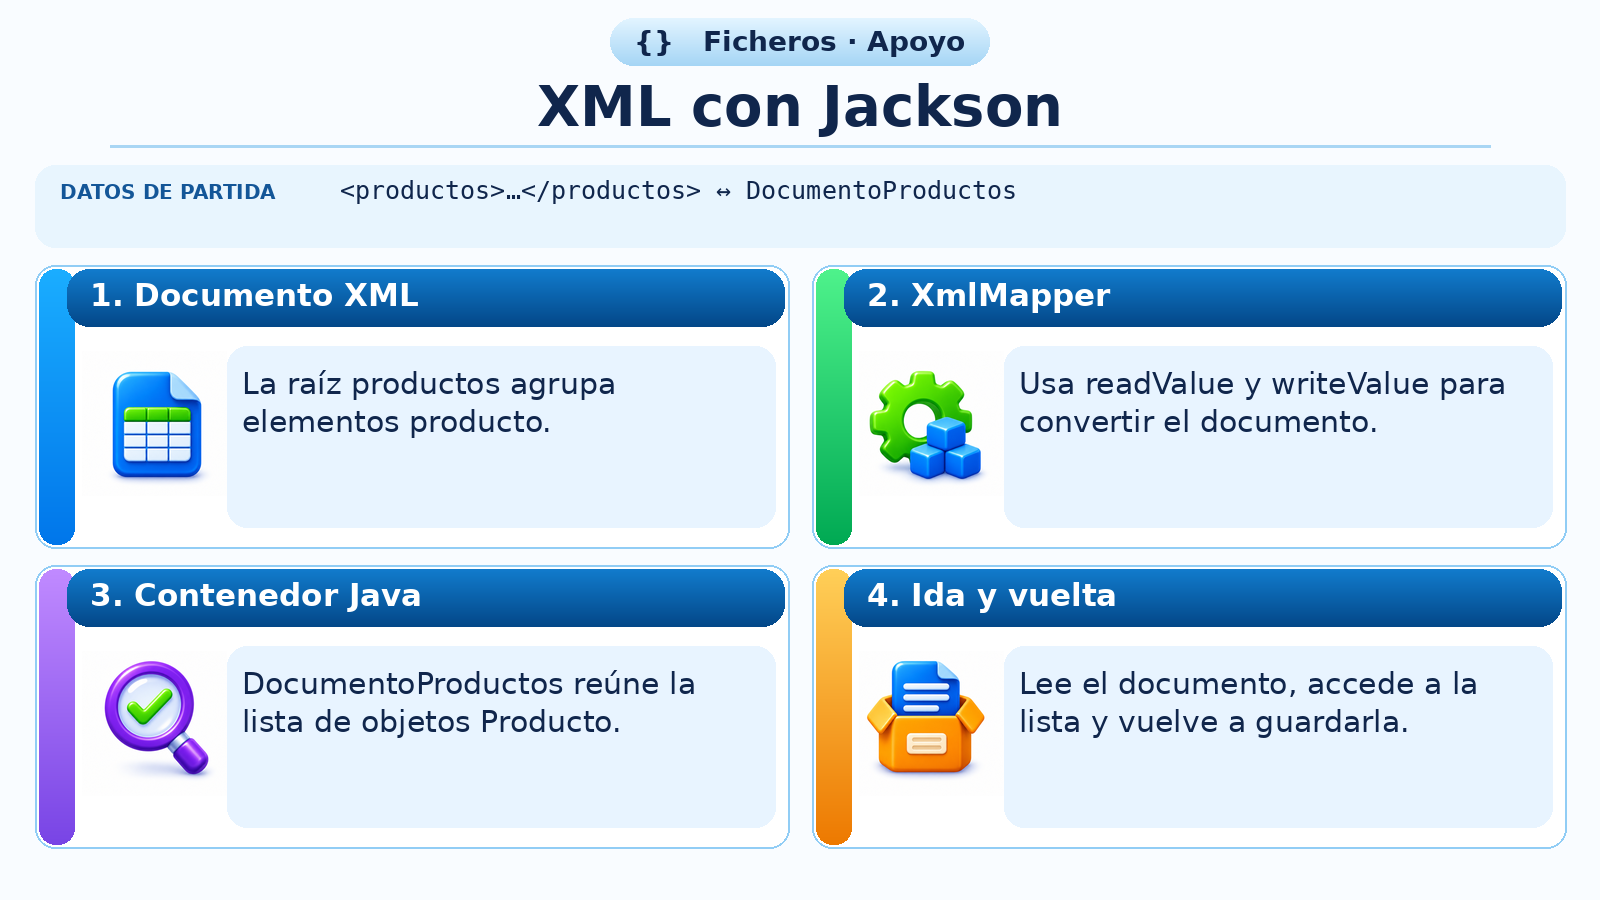 {} Ficheros · Apoyo
XML con Jackson
DATOS DE PARTIDA <productos>…</productos> ↔ DocumentoProductos
1. Documento XML
La raíz productos agrupa
elementos producto.
2. XmlMapper
Usa readValue y writeValue para
convertir el documento.
3. Contenedor Java
DocumentoProductos reúne la
lista de objetos Producto.
4. Ida y vuelta
Lee el documento, accede a la
lista y vuelve a guardarla.